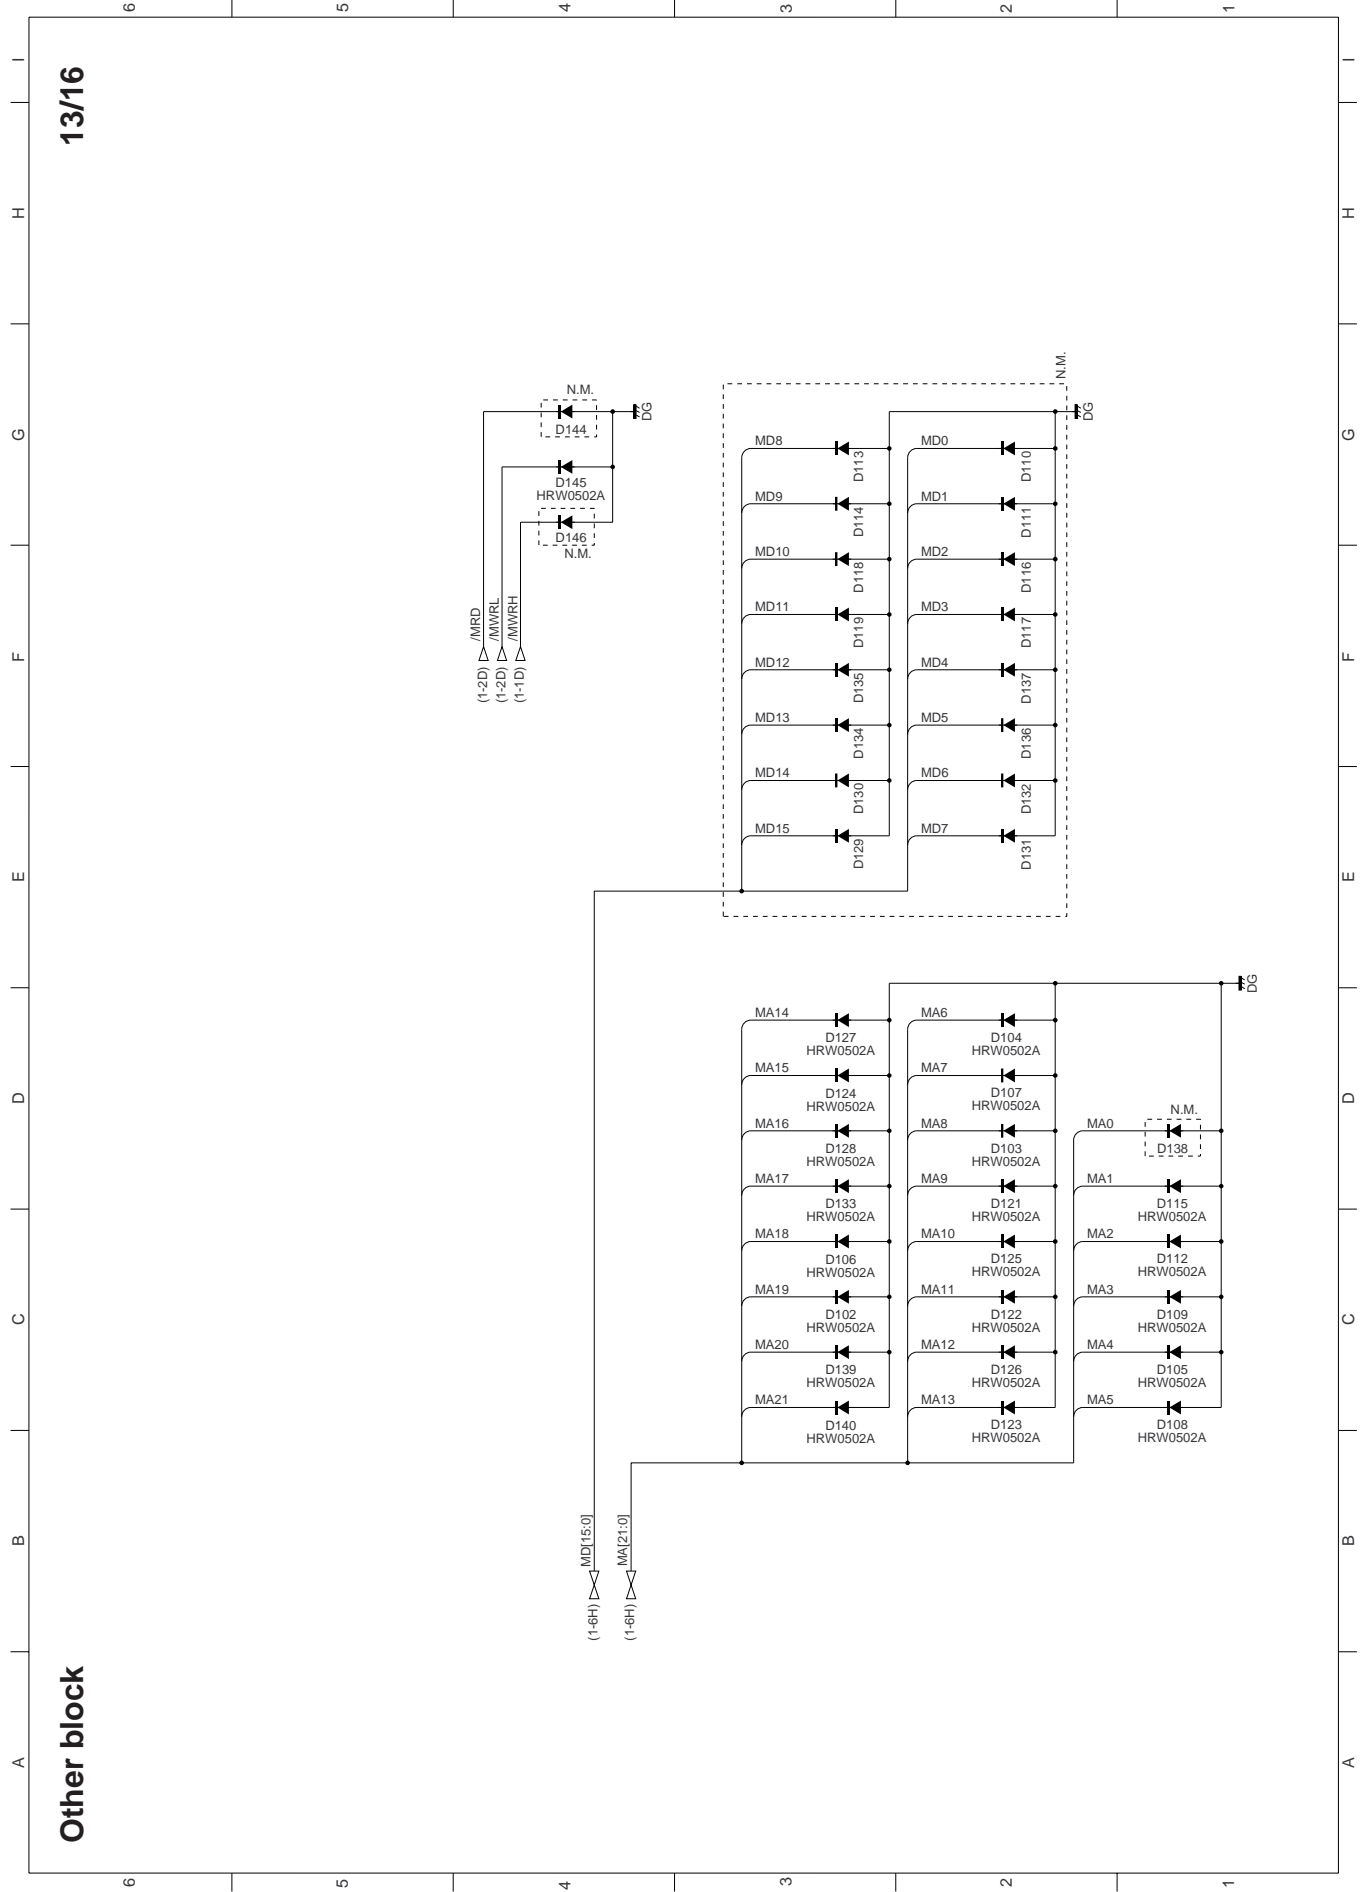 6
5
4
3
2
1
I
13/16
I
H
H
G
N.M.
D144
DG
D145
HRW0502A
D146
N.M.
G
F
/MRD
/MWRL
/MWRH
(1-2D)
(1-2D)
(1-1D)
F
N.M.
MD8
D113
MD0
D110
DG
MD9
D114
MD1
D111
MD10
D118
MD2
D116
MD11
D119
MD3
D117
MD12
D135
MD4
D137
MD13
D134
MD5
D136
MD14
D130
MD6
D132
MD15
D129
MD7
D131
E
E
DG
D
D
MA14
D127
HRW0502A
MA6
D104
HRW0502A
MA15
D124
HRW0502A
MA7
D107
HRW0502A
MA16
D128
HRW0502A
MA8
D103
HRW0502A
MA0
N.M.
D138
MA17
D133
HRW0502A
MA9
D121
HRW0502A
MA1
D115
HRW0502A
MA18
D106
HRW0502A
MA10
D125
HRW0502A
MA2
D112
HRW0502A
MA19
D102
HRW0502A
MA11
D122
HRW0502A
MA3
D109
HRW0502A
MA20
D139
HRW0502A
MA12
D126
HRW0502A
MA4
D105
HRW0502A
MA21
D140
HRW0502A
MA13
D123
HRW0502A
MA5
D108
HRW0502A
C
C
B
(1-6H) MD[15:0]
(1-6H) MA[21:0]
B
Other block
A
A
6
5
4
3
2
1